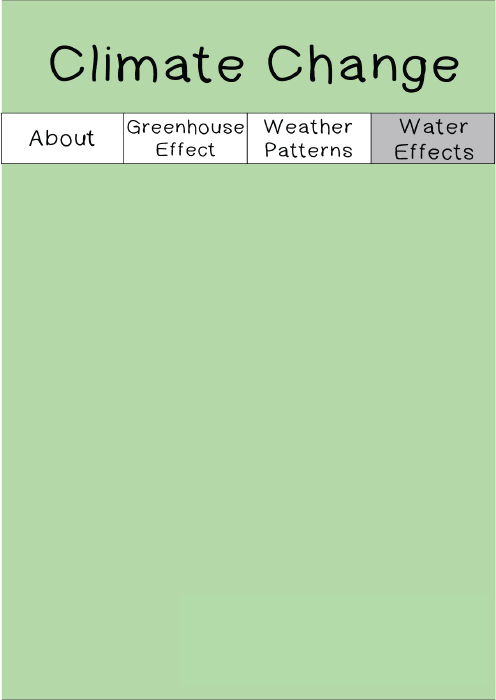 Climate Change
About
Greenhouse
Effect
Weather
Patterns
Water
Effects